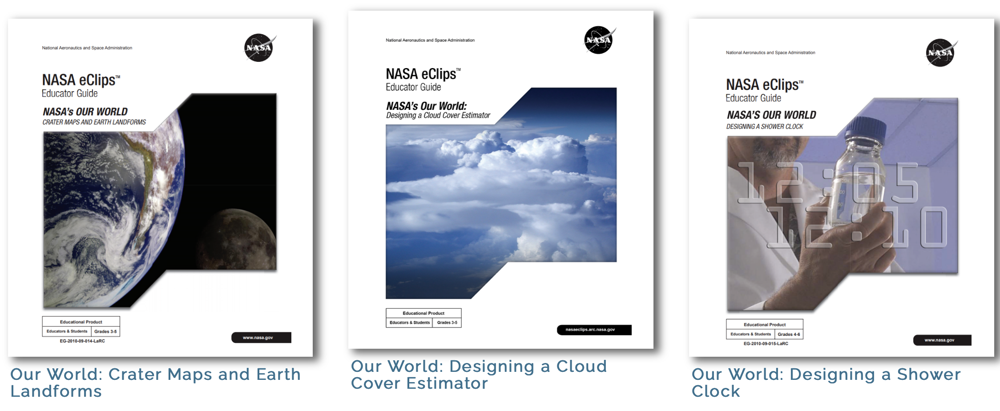 National Aeronautics and Space Administration
NASA
NASA eClips™
Educator Guide
NASA's OUR WORLD
CRATER MAPS AND EARTH LANDFORMS
Educational Product
Educators & Students Grades 3-5
EG-2010-09-014-LaRC
www.nasa.gov
Our World: Crater Maps and Earth
Landforms
National Aeronautics and Space Administration
NASA
NASA eClips™
Educator Guide
NASA's Our World:
Designing a Cloud Cover Estimator
Educational Product
Educators & Students Grades 3-5
nasaeclips.arc.nasa.gov
Our World: Designing a Cloud
Cover Estimator
National Aeronautics and Space Administration
NASA
NASA eClips™
Educator Guide
NASA'S OUR WORLD
DESIGNING A SHOWER CLOCK
12:05
12:10
Educational Product
Educators & Students Grades 4-6
EG-2010-09-015-LaRC
www.nasa.gov
Our World: Designing a Shower
Clock